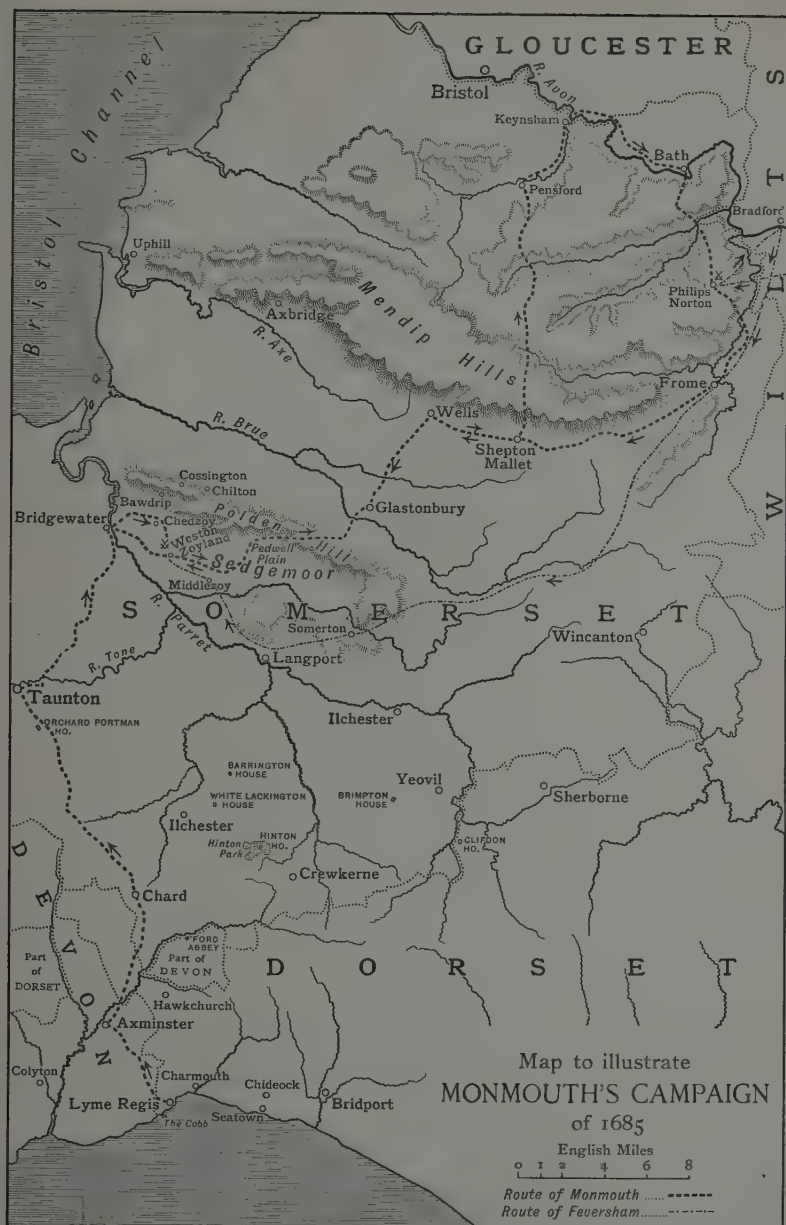 GLOUCESTER
Bristol Channel
Bristol
R. Avon
Keynsham
Bath
Pensford
Bradford
WILTS
Uphill
Philips
Norton
Mendip Hills
Axbridge
R. Axe
Frome
Wells
R. Brue
Shepton
Mallet
Cossington
Chilton
Bawdrip
Polden Hill
Glastonbury
Bridgewater
Chedzoy
Weston
Zoyland
Pedwell
Plain
Sedgemoor
Middlezoy
SOMERSET
R. Parret
Somerton
Wincanton
R. Tone
Langport
Taunton
ORCHARD PORTMAN
HO.
Ilchester
BARRINGTON
HOUSE
Yeovil
WHITE LACKINGTON
HOUSE
BRIMPTON
HOUSE
Sherborne
Ilchester
HINTON
HO.
Hinton
Park
CLIFDON
HO.
Crewkerne
Chard
DEVON
FORD
ABBEY
Part of
DEVON
DORSET
Part
of
DORSET
Hawkchurch
Axminster
Colyton
Charmouth
Chideock
Lyme Regis
Bridport
Seatown
The Cobb
Map to illustrate
MONMOUTH'S CAMPAIGN
of 1685
English Miles
0 1 2 4 6 8
Route of Monmouth .....
Route of Feversham........